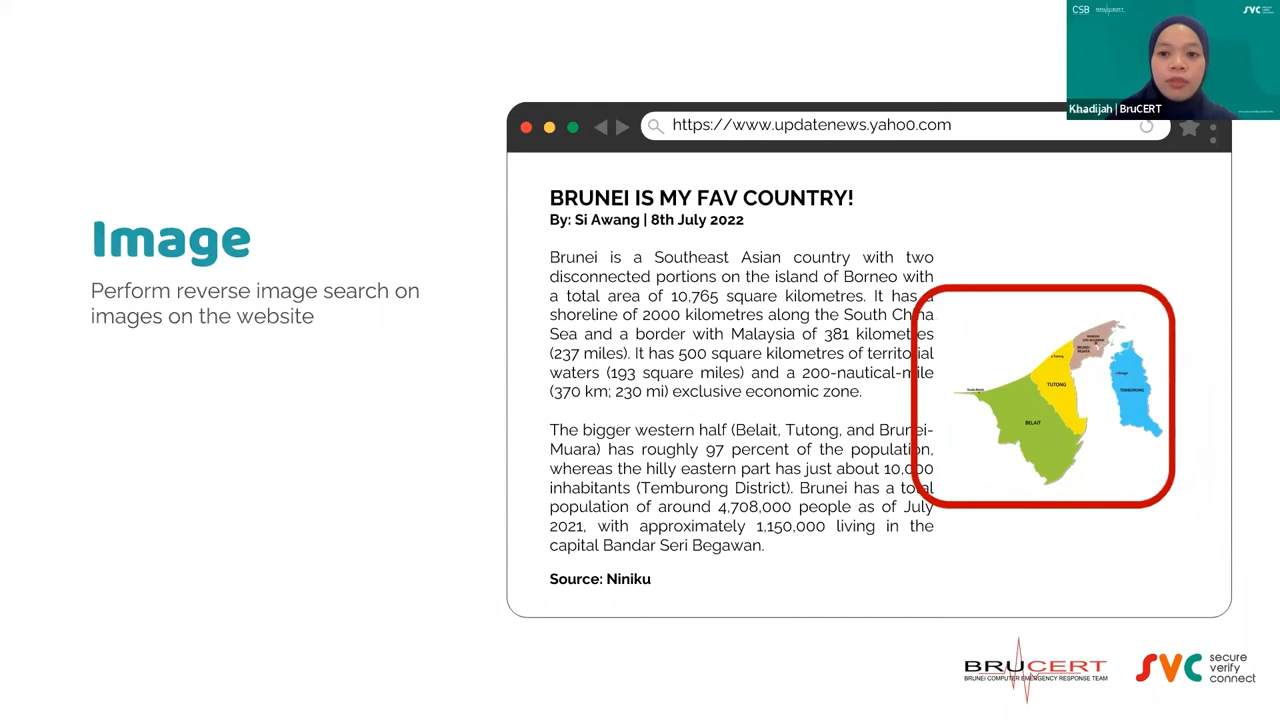 CSB
SVC
Khadijah | BruCERT
https://www.updatenews.yaho0.com
BRUNEI IS MY FAV COUNTRY!
By: Si Awang | 8th July 2022
Image
Perform reverse image search on
images on the website
Brunei is a Southeast Asian country with two
disconnected portions on the island of Borneo with
a total area of 10,765 square kilometres. It has a
shoreline of 2000 kilometres along the South China
Sea and a border with Malaysia of 381 kilometres
(237 miles). It has 500 square kilometres of territorial
waters (193 square miles) and a 200-nautical-mile
(370 km; 230 mi) exclusive economic zone.
The bigger western half (Belait, Tutong, and Brunei-
Muara) has roughly 97 percent of the population,
whereas the hilly eastern part has just about 10,000
inhabitants (Temburong District). Brunei has a total
population of around 4,708,000 people as of July
2021, with approximately 1,150,000 living in the
capital Bandar Seri Begawan.
Source: Niniku
TUTONG
BELAIT
TEMBURONG
BRUCERT
BRUNEI COMPUTER EMERGENCY RESPONSE TEAM
SVC
secure
verify
connect